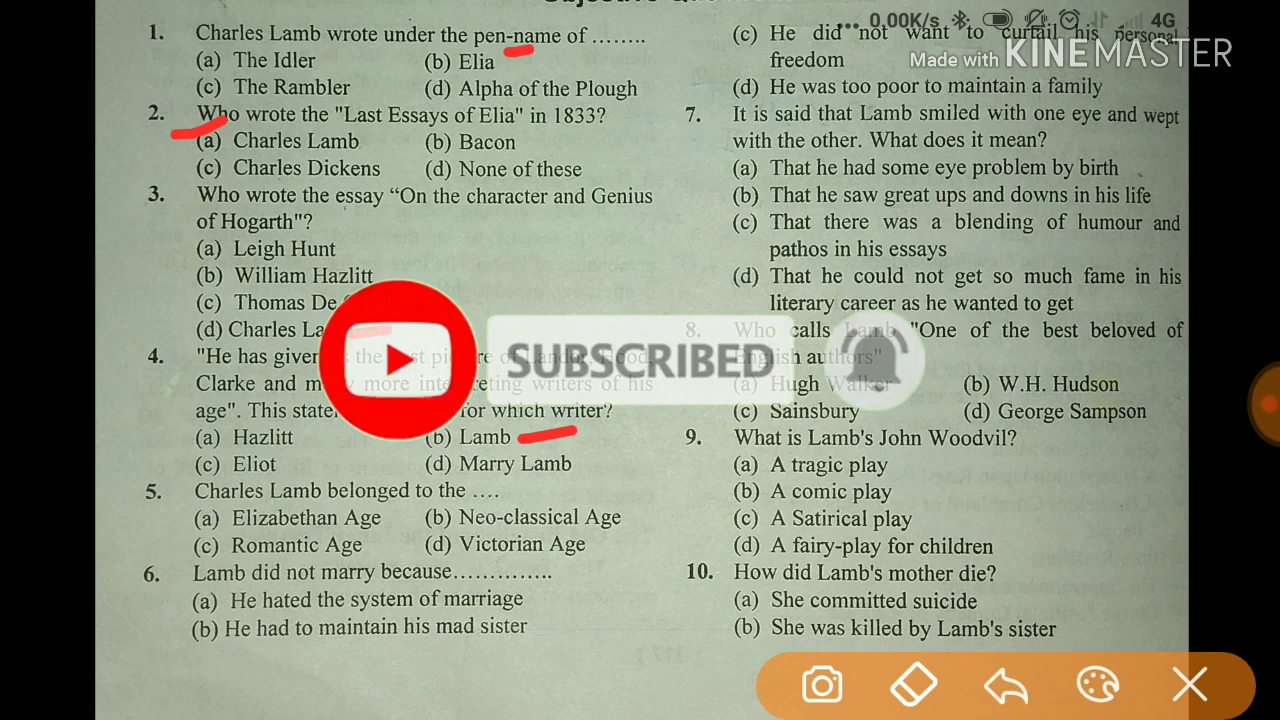 0.00K/s
4G
Made with KINEMASTER
1. Charles Lamb wrote under the pen-name of ……..
(a) The Idler (b) Elia
(c) The Rambler (d) Alpha of the Plough
2. Who wrote the "Last Essays of Elia" in 1833?
(a) Charles Lamb (b) Bacon
(c) Charles Dickens (d) None of these
3. Who wrote the essay “On the character and Genius
of Hogarth"?
(a) Leigh Hunt
(b) William Hazlitt
(c) Thomas De
(d) Charles La
4. "He has given the
Clarke and more writers of his
age". This for which writer?
(a) Hazlitt (b) Lamb
(c) Eliot (d) Marry Lamb
5. Charles Lamb belonged to the ….
(a) Elizabethan Age (b) Neo-classical Age
(c) Romantic Age (d) Victorian Age
6. Lamb did not marry because…………..
(a) He hated the system of marriage
(b) He had to maintain his mad sister
(c) He did not want to curtail his personal
freedom
(d) He was too poor to maintain a family
7. It is said that Lamb smiled with one eye and wept
with the other. What does it mean?
(a) That he had some eye problem by birth
(b) That he saw great ups and downs in his life
(c) That there was a blending of humour and
pathos in his essays
(d) That he could not get so much fame in his
literary career as he wanted to get
8. Who calls Lamb "One of the best beloved of
English authors"
(a) Hugh Walker (b) W.H. Hudson
(c) Sainsbury (d) George Sampson
9. What is Lamb's John Woodvil?
(a) A tragic play
(b) A comic play
(c) A Satirical play
(d) A fairy-play for children
10. How did Lamb's mother die?
(a) She committed suicide
(b) She was killed by Lamb's sister
SUBSCRIBED